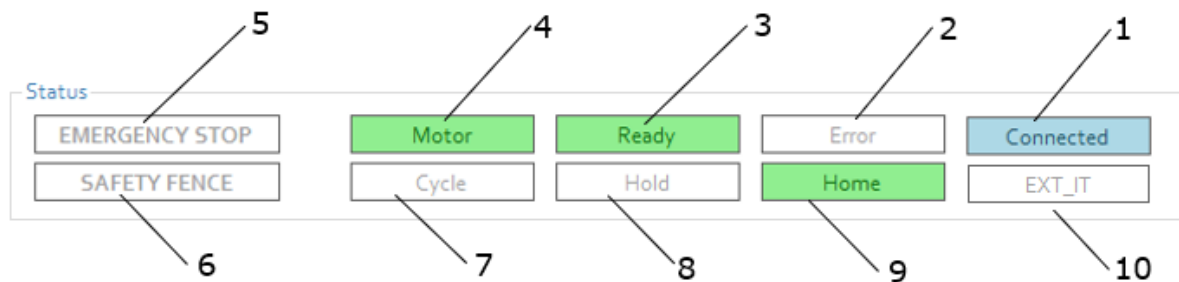 5 4 3 2 1
Status
EMERGENCY STOP Motor Ready Error Connected
SAFETY FENCE Cycle Hold Home EXT_IT
6 7 8 9 10